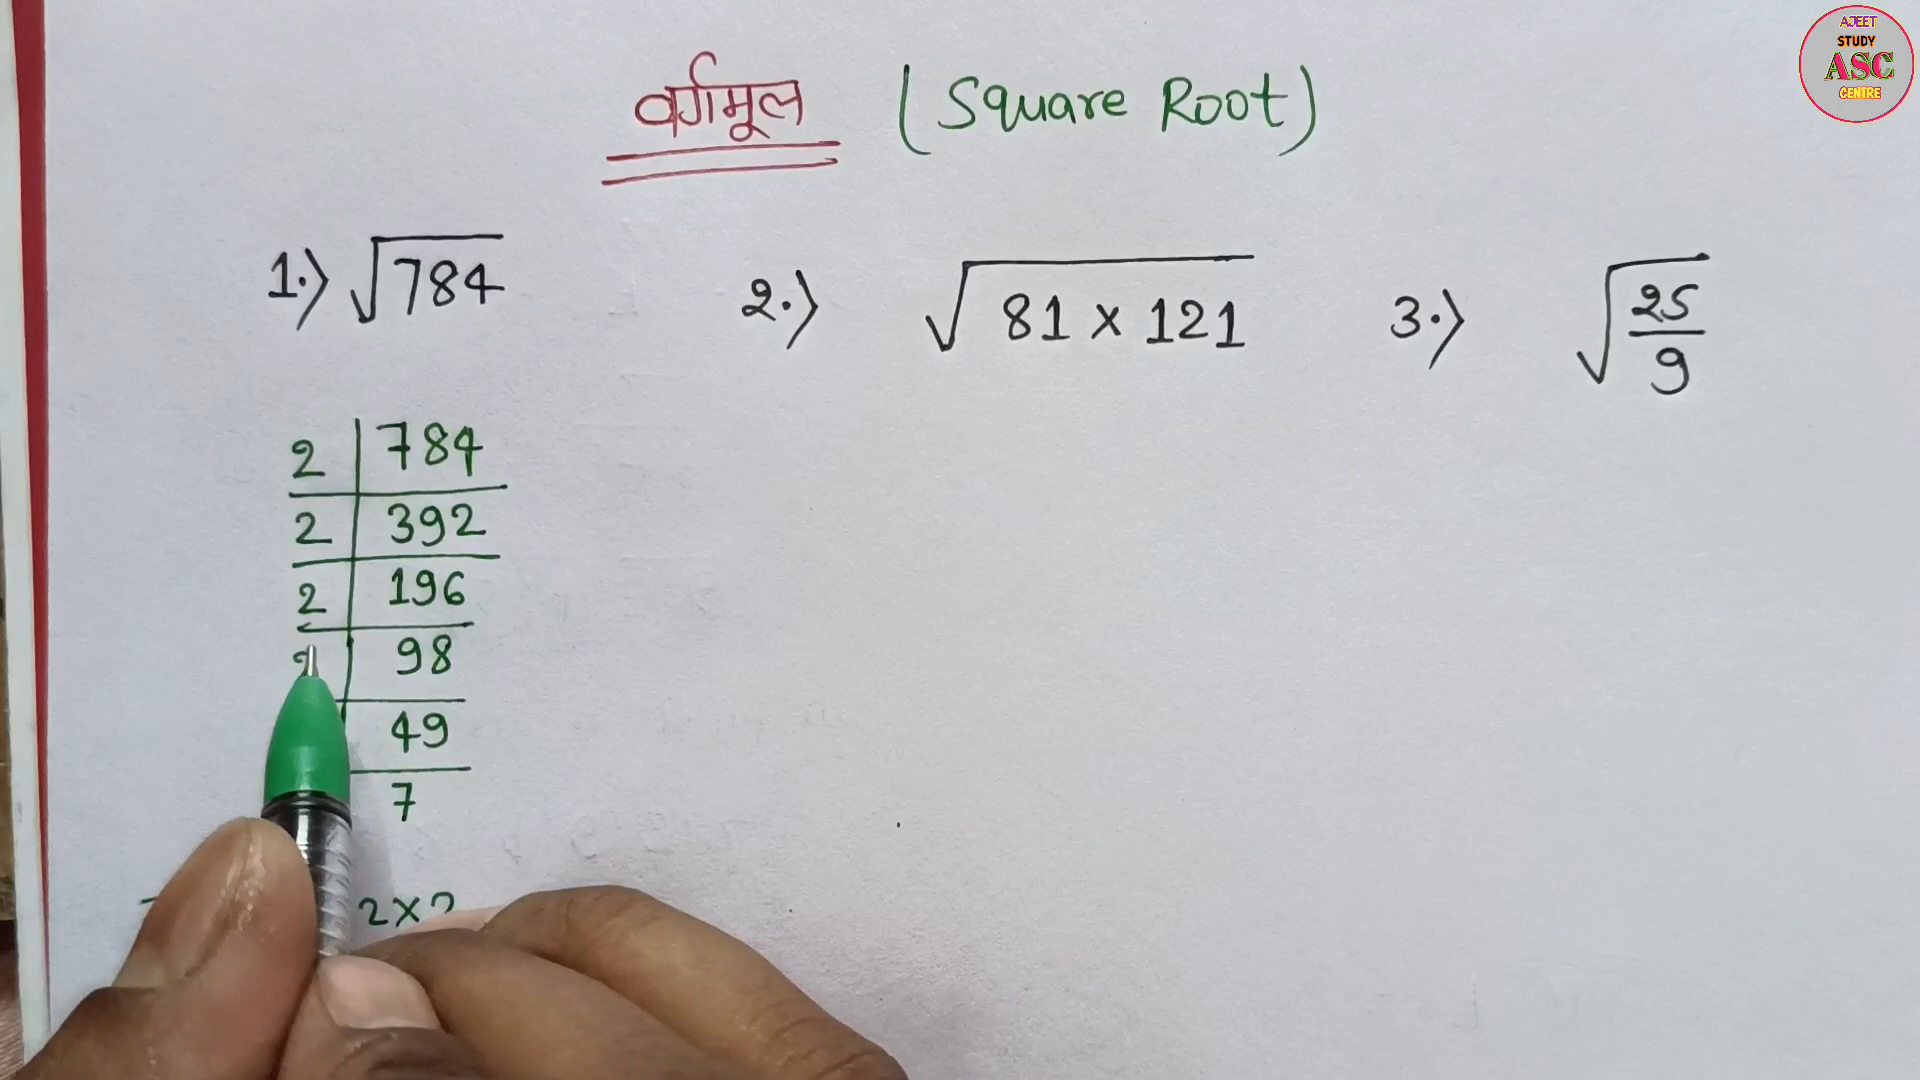 AJEET
STUDY
ASC
CENTRE
वर्गमूल (Square Root)
1.) √784 2.) √81 x 121 3.) √25/9
2 | 784
2 | 392
2 | 196
2 | 98
49
7
2x2